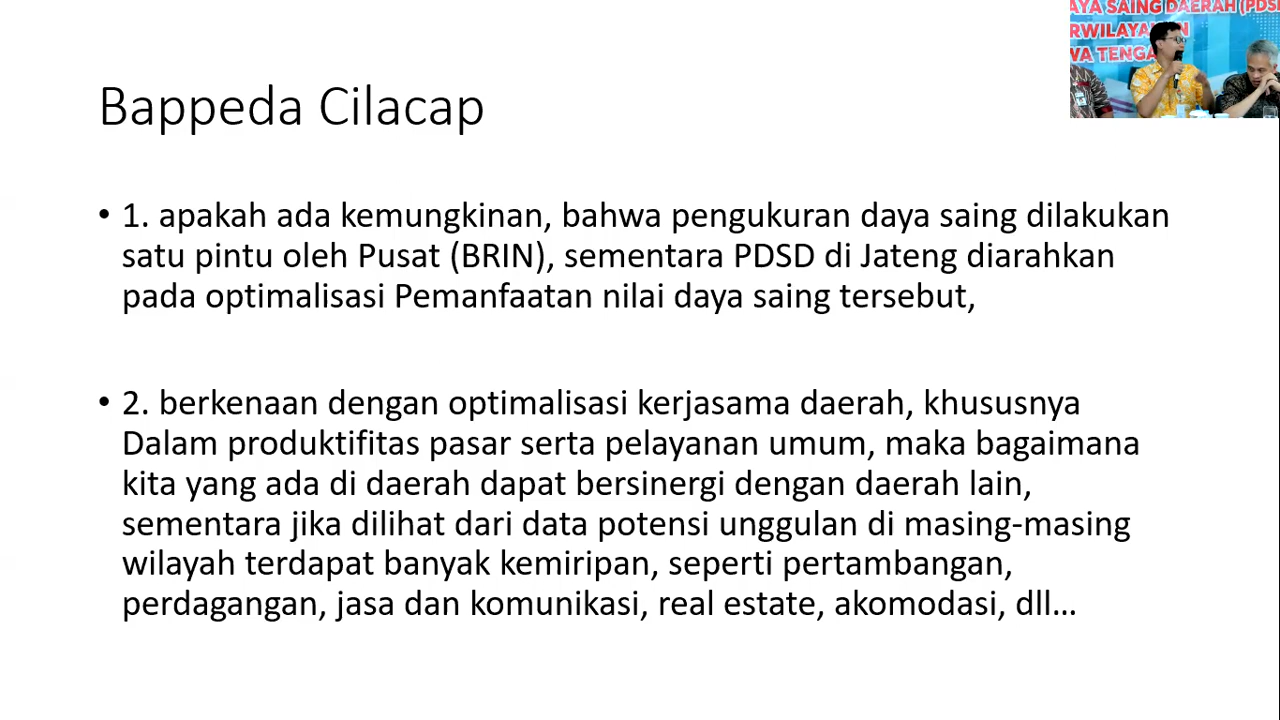 AYA SAING DAERAH (PDSD
RWILAYA
WA TENGA
Bappeda Cilacap
• 1. apakah ada kemungkinan, bahwa pengukuran daya saing dilakukan
satu pintu oleh Pusat (BRIN), sementara PDSD di Jateng diarahkan
pada optimalisasi Pemanfaatan nilai daya saing tersebut,
• 2. berkenaan dengan optimalisasi kerjasama daerah, khususnya
Dalam produktifitas pasar serta pelayanan umum, maka bagaimana
kita yang ada di daerah dapat bersinergi dengan daerah lain,
sementara jika dilihat dari data potensi unggulan di masing-masing
wilayah terdapat banyak kemiripan, seperti pertambangan,
perdagangan, jasa dan komunikasi, real estate, akomodasi, dll...